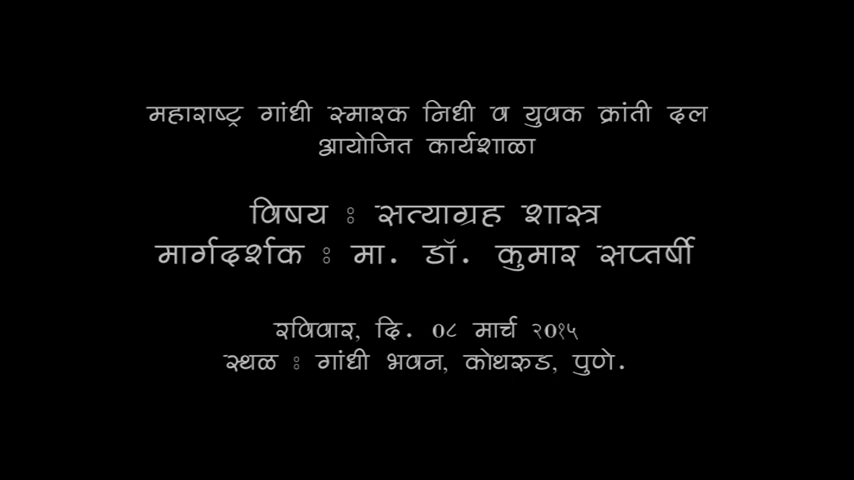 महाराष्ट्र गांधी स्मारक निधी व युवक क्रांती दल
आयोजित कार्यशाळा
विषय : सत्याग्रह शास्त्र
मार्गदर्शक : मा. डॉ. कुमार सप्तर्षी
रविवार, दि. ०८ मार्च २०१५
स्थळ : गांधी भवन, कोथरुड, पुणे.